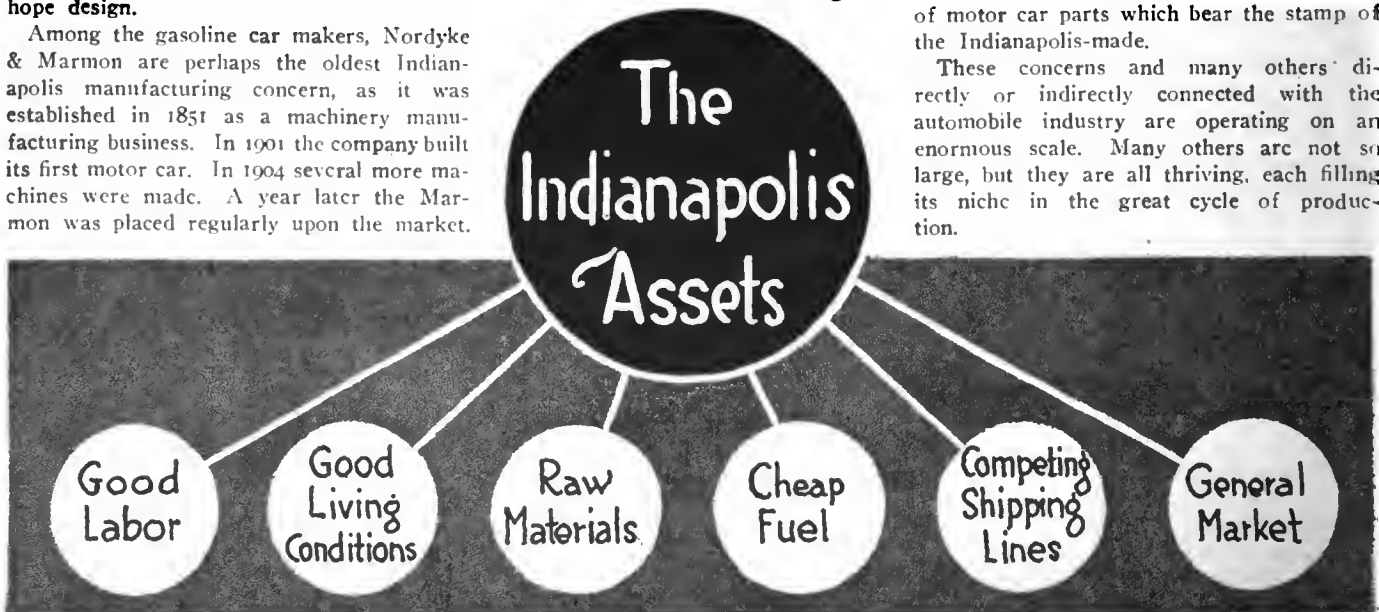 hope design.
Among the gasoline car makers, Nordyke
& Marmon are perhaps the oldest Indian-
apolis manufacturing concern, as it was
established in 1851 as a machinery manu-
facturing business. In 1901 the company built
its first motor car. In 1904 several more ma-
chines were made. A year later the Mar-
mon was placed regularly upon the market.
of motor car parts which bear the stamp of
the Indianapolis-made.
These concerns and many others di-
rectly or indirectly connected with the
automobile industry are operating on an
enormous scale. Many others are not so
large, but they are all thriving, each filling
its niche in the great cycle of produc-
tion.
The
Indianapolis
Assets
Good
Labor
Good
Living
Conditions
Raw
Materials
Cheap
Fuel
Competing
Shipping
Lines
General
Market